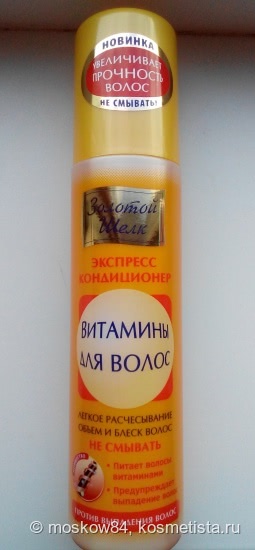 НОВИНКА
УВЕЛИЧИВАЕТ
ПРОЧНОСТЬ
ВОЛОС
НЕ СМЫВАТЬ!
Золотой
Шелк
ЭКСПРЕСС
КОНДИЦИОНЕР
ВИТАМИНЫ
ДЛЯ ВОЛОС
ЛЕГКОЕ РАСЧЕСЫВАНИЕ
ОБЪЕМ И БЛЕСК ВОЛОС
НЕ СМЫВАТЬ
• Питает волосы
витаминами
• Предупреждает
выпадение волос
ПРОТИВ ВЫПАДЕНИЯ ВОЛОС
© moskow84, kosmetista.ru